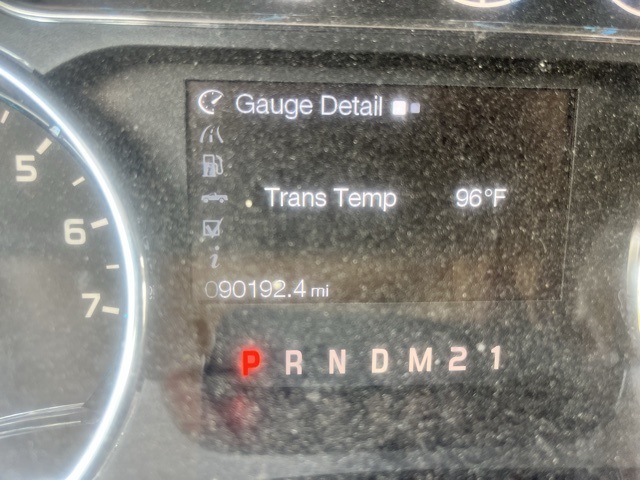 Gauge Detail
5
Trans Temp 96°F
6
i
090192.4 mi
7
P R N D M 2 1